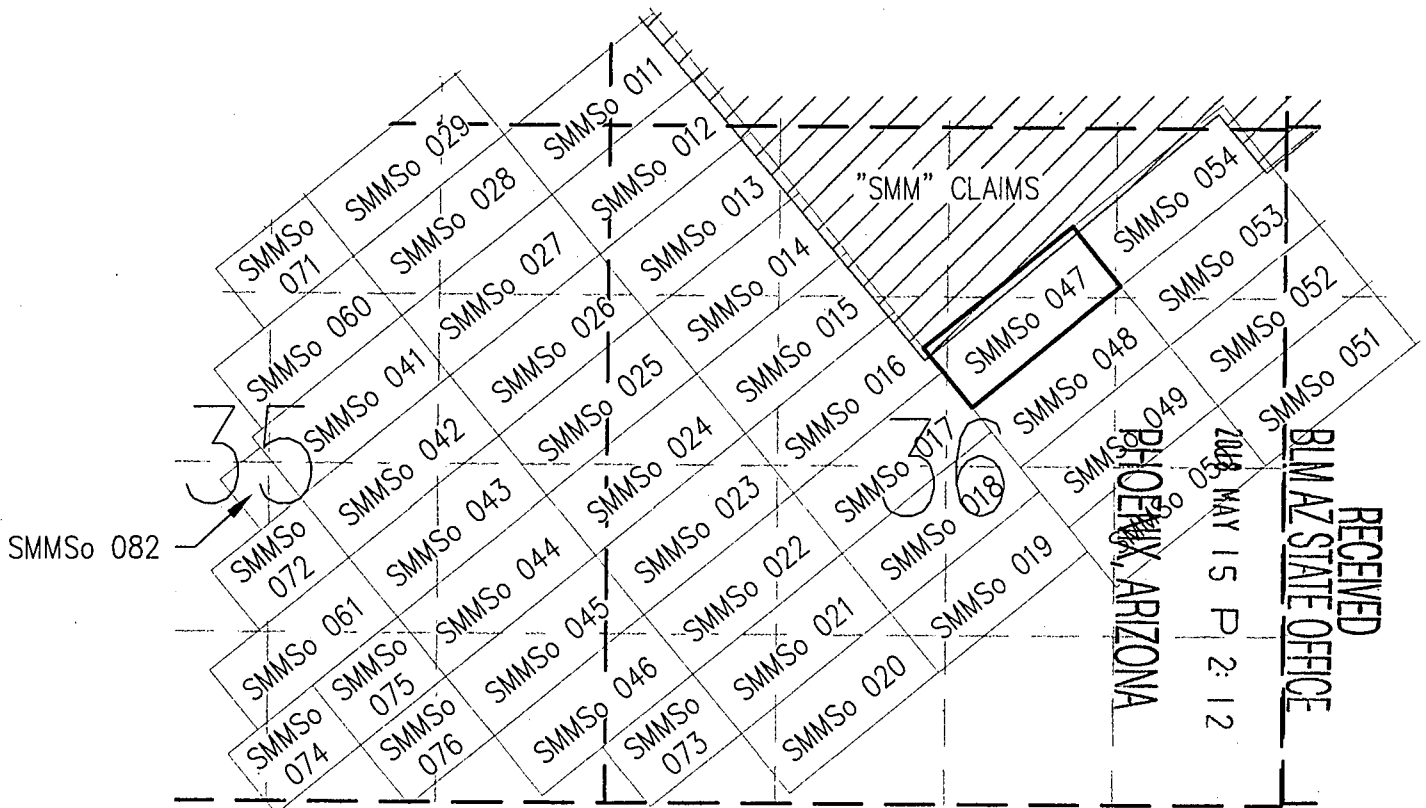 SMMSo 011
SMMSo 029
SMMSo 012
SMMSo 028
"SMM" CLAIMS
SMMSo 054
SMMSo
071
SMMSo 027
SMMSo 013
SMMSo 053
SMMSo 060
SMMSo 026
SMMSo 014
SMMSo 047
SMMSo 052
SMMSo 041
SMMSo 025
SMMSo 015
SMMSo 048
SMMSo 051
35
SMMSo 042
SMMSo 024
SMMSo 016
36
SMMSo 049
SMMSo 082
SMMSo
072
SMMSo 043
SMMSo 023
SMMSo 017
SMMSo 018
SMMSo 061
SMMSo 044
SMMSo 022
SMMSo 019
SMMSo
074
SMMSo
075
SMMSo 045
SMMSo 021
SMMSo
076
SMMSo 046
SMMSo
073
SMMSo 020
RECEIVED
BLM AZ STATE OFFICE
MAY 15 P 2:12
PHOENIX, ARIZONA